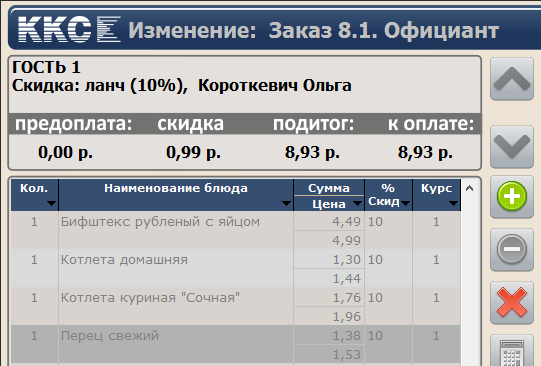 ККС Изменение: Заказ 8.1. Официант
ГОСТЬ 1
Скидка: ланч (10%), Короткевич Ольга
предоплата: скидка подитог: к оплате:
0,00 р. 0,99 р. 8,93 р. 8,93 р.
Кол. Наименование блюда Сумма % Курс
Цена Скид
1 Бифштекс рубленый с яйцом 4,49 10 1
4,99
1 Котлета домашняя 1,30 10 1
1,44
1 Котлета куриная "Сочная" 1,76 10 1
1,96
1 Перец свежий 1,38 10 1
1,53